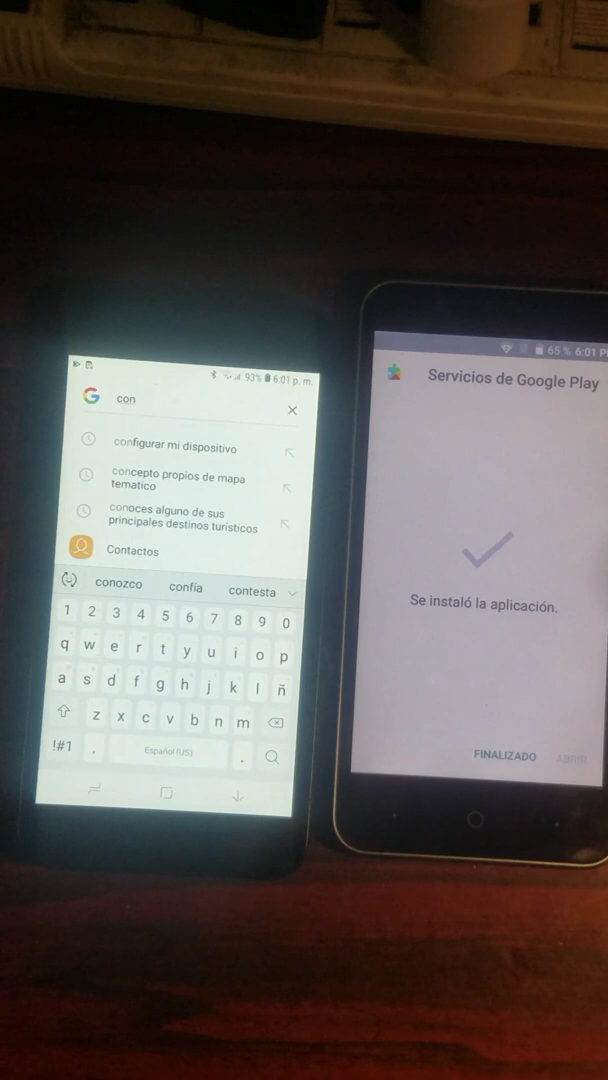 93% 6:01 p. m.
con
configurar mi dispositivo
concepto propios de mapa
tematico
conoces alguno de sus
principales destinos turísticos
Contactos
conozco confía contesta
1 2 3 4 5 6 7 8 9 0
q w e r t y u i o p
a s d f g h j k l ñ
z x c v b n m
!#1 , Español (US) .
65 % 6:01 P
Servicios de Google Play
Se instaló la aplicación.
FINALIZADO ABRIR